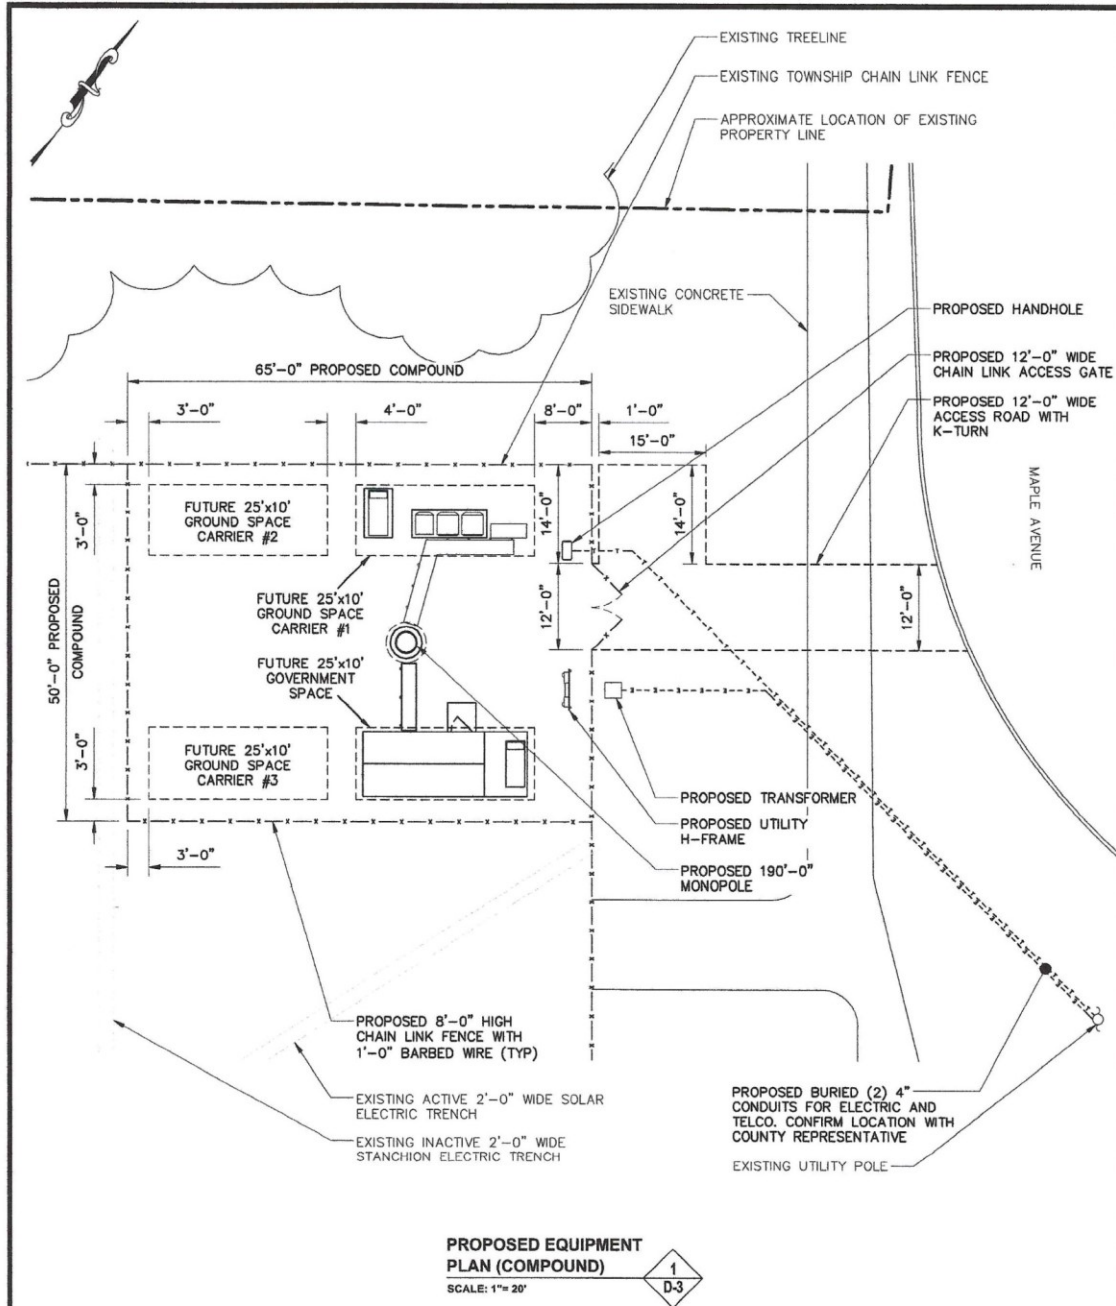 EXISTING TREELINE
EXISTING TOWNSHIP CHAIN LINK FENCE
APPROXIMATE LOCATION OF EXISTING
PROPERTY LINE
EXISTING CONCRETE
SIDEWALK
PROPOSED HANDHOLE
PROPOSED 12'-0" WIDE
CHAIN LINK ACCESS GATE
PROPOSED 12'-0" WIDE
ACCESS ROAD WITH
K-TURN
65'-0" PROPOSED COMPOUND
3'-0"
4'-0"
8'-0"
1'-0"
15'-0"
MAPLE AVENUE
3'-0"
FUTURE 25'x10'
GROUND SPACE
CARRIER #2
14'-0"
14'-0"
50'-0" PROPOSED
COMPOUND
FUTURE 25'x10'
GROUND SPACE
CARRIER #1
12'-0"
12'-0"
FUTURE 25'x10'
GOVERNMENT
SPACE
3'-0"
FUTURE 25'x10'
GROUND SPACE
CARRIER #3
3'-0"
PROPOSED TRANSFORMER
PROPOSED UTILITY
H-FRAME
PROPOSED 190'-0"
MONOPOLE
PROPOSED 8'-0" HIGH
CHAIN LINK FENCE WITH
1'-0" BARBED WIRE (TYP)
EXISTING ACTIVE 2'-0" WIDE SOLAR
ELECTRIC TRENCH
EXISTING INACTIVE 2'-0" WIDE
STANCHION ELECTRIC TRENCH
PROPOSED BURIED (2) 4"
CONDUITS FOR ELECTRIC AND
TELCO. CONFIRM LOCATION WITH
COUNTY REPRESENTATIVE
EXISTING UTILITY POLE
PROPOSED EQUIPMENT
PLAN (COMPOUND)
SCALE: 1"= 20'
1
D-3